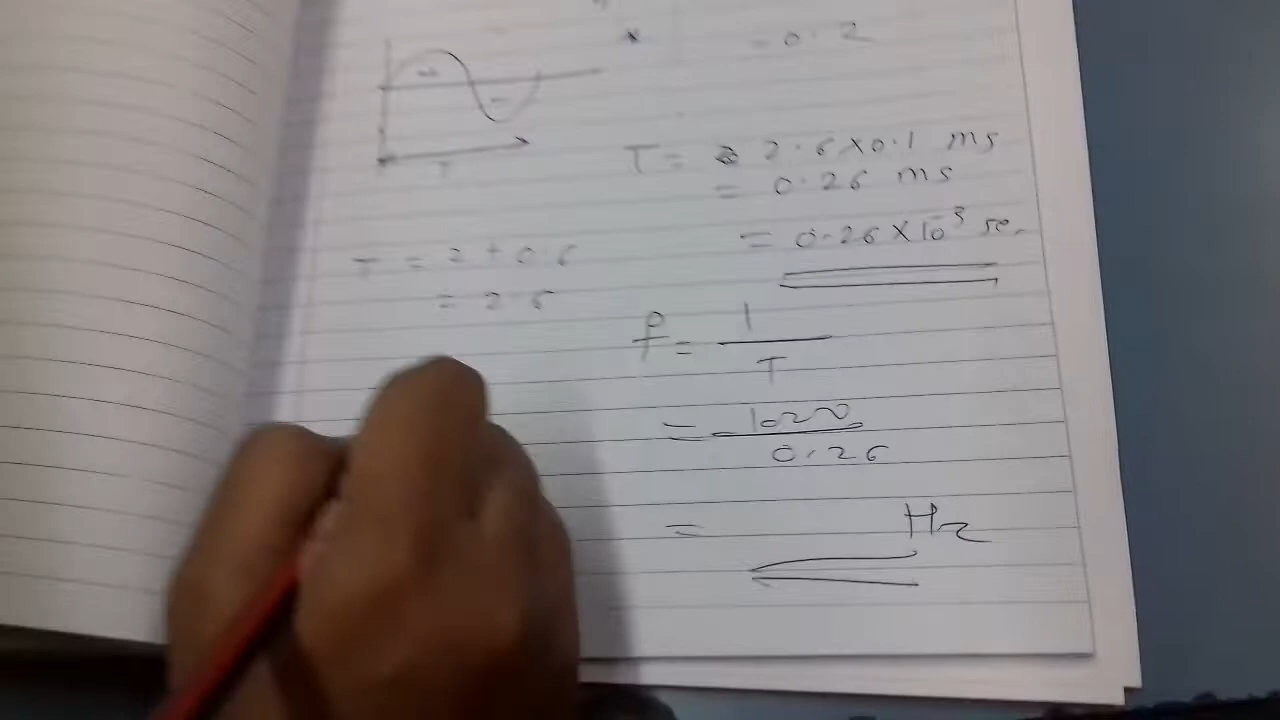 = 0.2
T = 2.6 × 0.1 ms
= 0.26 ms
= 0.26 × 10⁻³ se.
T
T = 2 + 0.6
= 2.6
f = 1
T
= 1000
0.26
= Hz